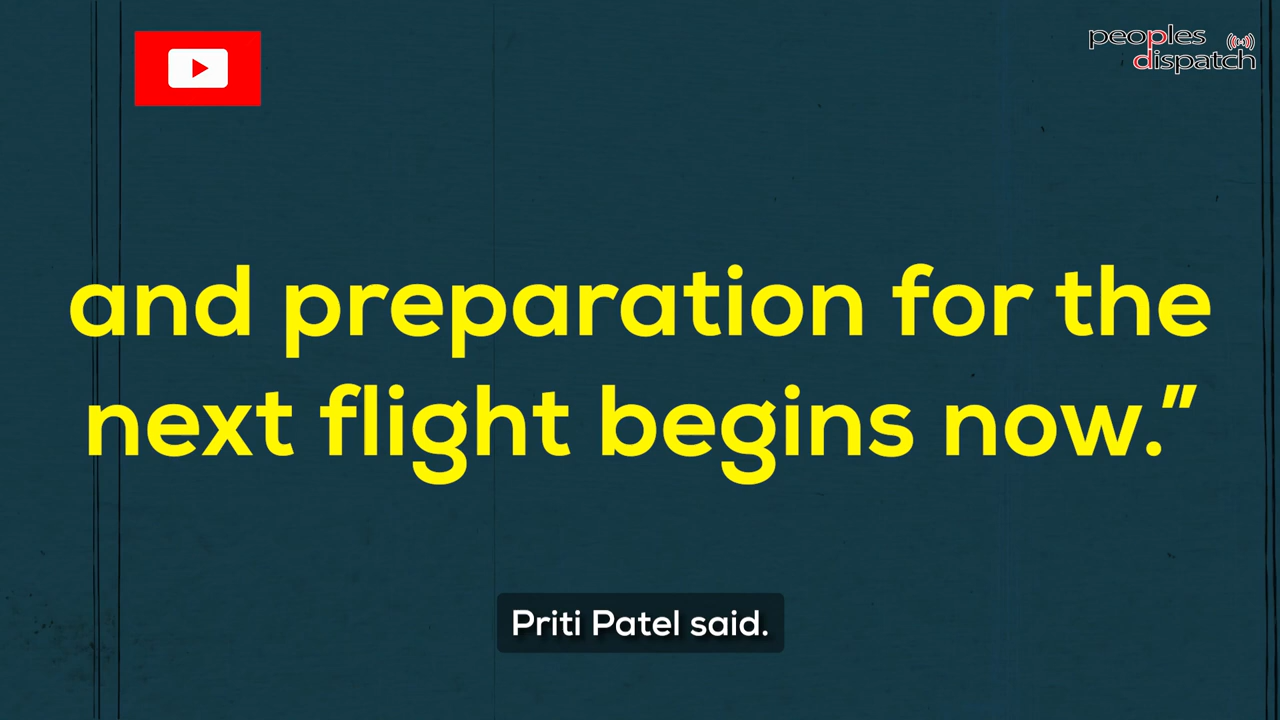 peoples
dispatch
and preparation for the
next flight begins now.”
Priti Patel said.